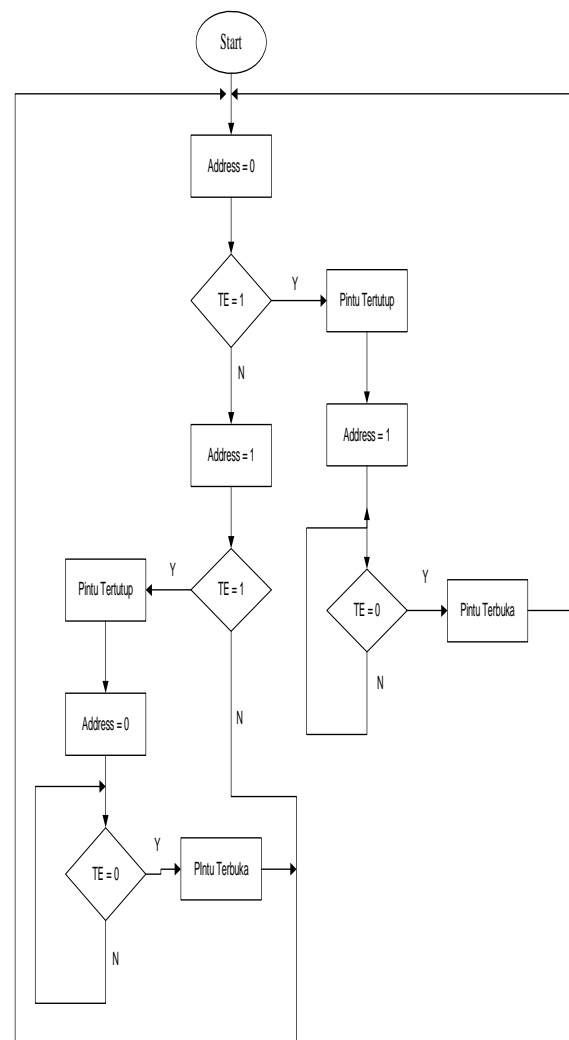 Start
Address = 0
TE = 1
Y
Pintu Tertutup
N
Address = 1
Address = 1
TE = 1
Y
Pintu Tertutup
N
TE = 0
Y
Pintu Terbuka
N
Address = 0
TE = 0
Y
PIntu Terbuka
N